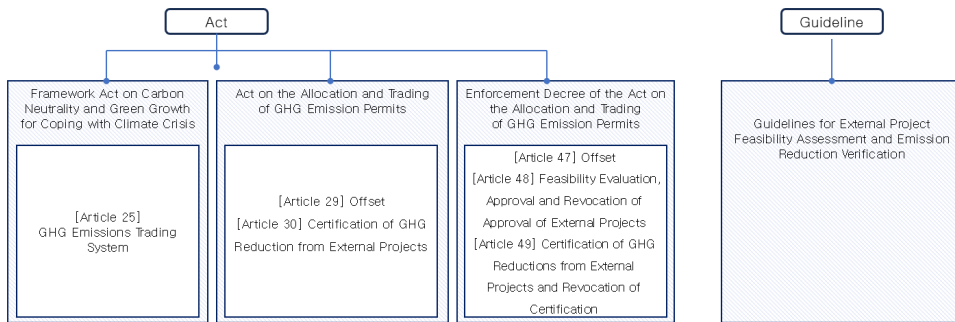 Act
Guideline
Framework Act on Carbon
Neutrality and Green Growth
for Coping with Climate Crisis
[Article 25]
GHG Emissions Trading
System
Act on the Allocation and Trading
of GHG Emission Permits
[Article 29] Offset
[Article 30] Certification of GHG
Reduction from External Projects
Enforcement Decree of the Act on
the Allocation and Trading
of GHG Emission Permits
[Article 47] Offset
[Article 48] Feasibility Evaluation,
Approval and Revocation of
Approval of External Projects
[Article 49] Certification of GHG
Reductions from External
Projects and Revocation of
Certification
Guidelines for External Project
Feasibility Assessment and Emission
Reduction Verification